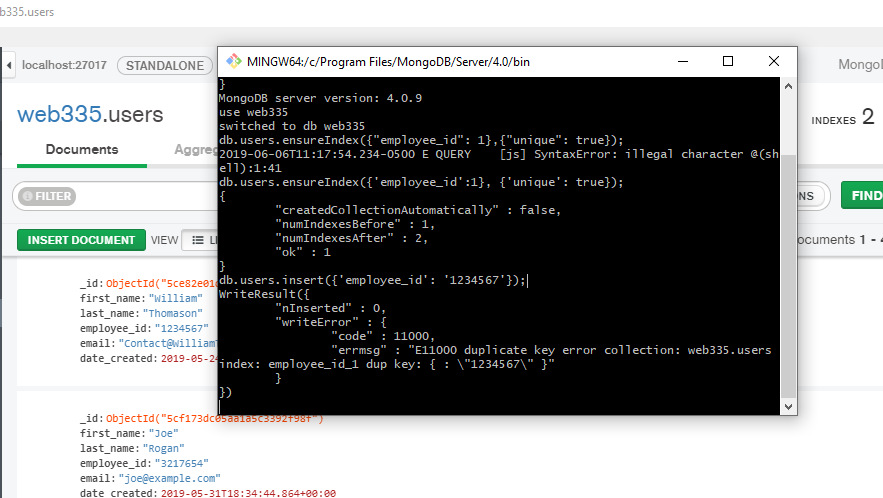 b335.users
localhost:27017 STANDALONE
MINGW64:/c/Program Files/MongoDB/Server/4.0/bin
MongoD
web335.users
INDEXES 2
Documents
Aggreg
FILTER
ONS
FIND
INSERT DOCUMENT VIEW
ocuments 1 -
}
MongoDB server version: 4.0.9
use web335
switched to db web335
db.users.ensureIndex({"employee_id": 1},{"unique": true});
2019-06-06T11:17:54.234-0500 E QUERY    [js] SyntaxError: illegal character @(sh
ell):1:41
db.users.ensureIndex({'employee_id':1}, {'unique': true});
{
"createdCollectionAutomatically" : false,
"numIndexesBefore" : 1,
"numIndexesAfter" : 2,
"ok" : 1
}
db.users.insert({'employee_id': '1234567'});
WriteResult({
"nInserted" : 0,
"writeError" : {
"code" : 11000,
"errmsg" : "E11000 duplicate key error collection: web335.users
index: employee_id_1 dup key: { : \"1234567\" }"
}
})
_id:ObjectId("5ce82e01
first_name:"William"
last_name:"Thomason"
employee_id:"1234567"
email:"Contact@William
date_created:2019-05-24
_id:ObjectId("5cf173dc05aa1a5c3392f98f")
first_name:"Joe"
last_name:"Rogan"
employee_id:"3217654"
email:"joe@example.com"
date_created:2019-05-31T18:34:44.864+00:00